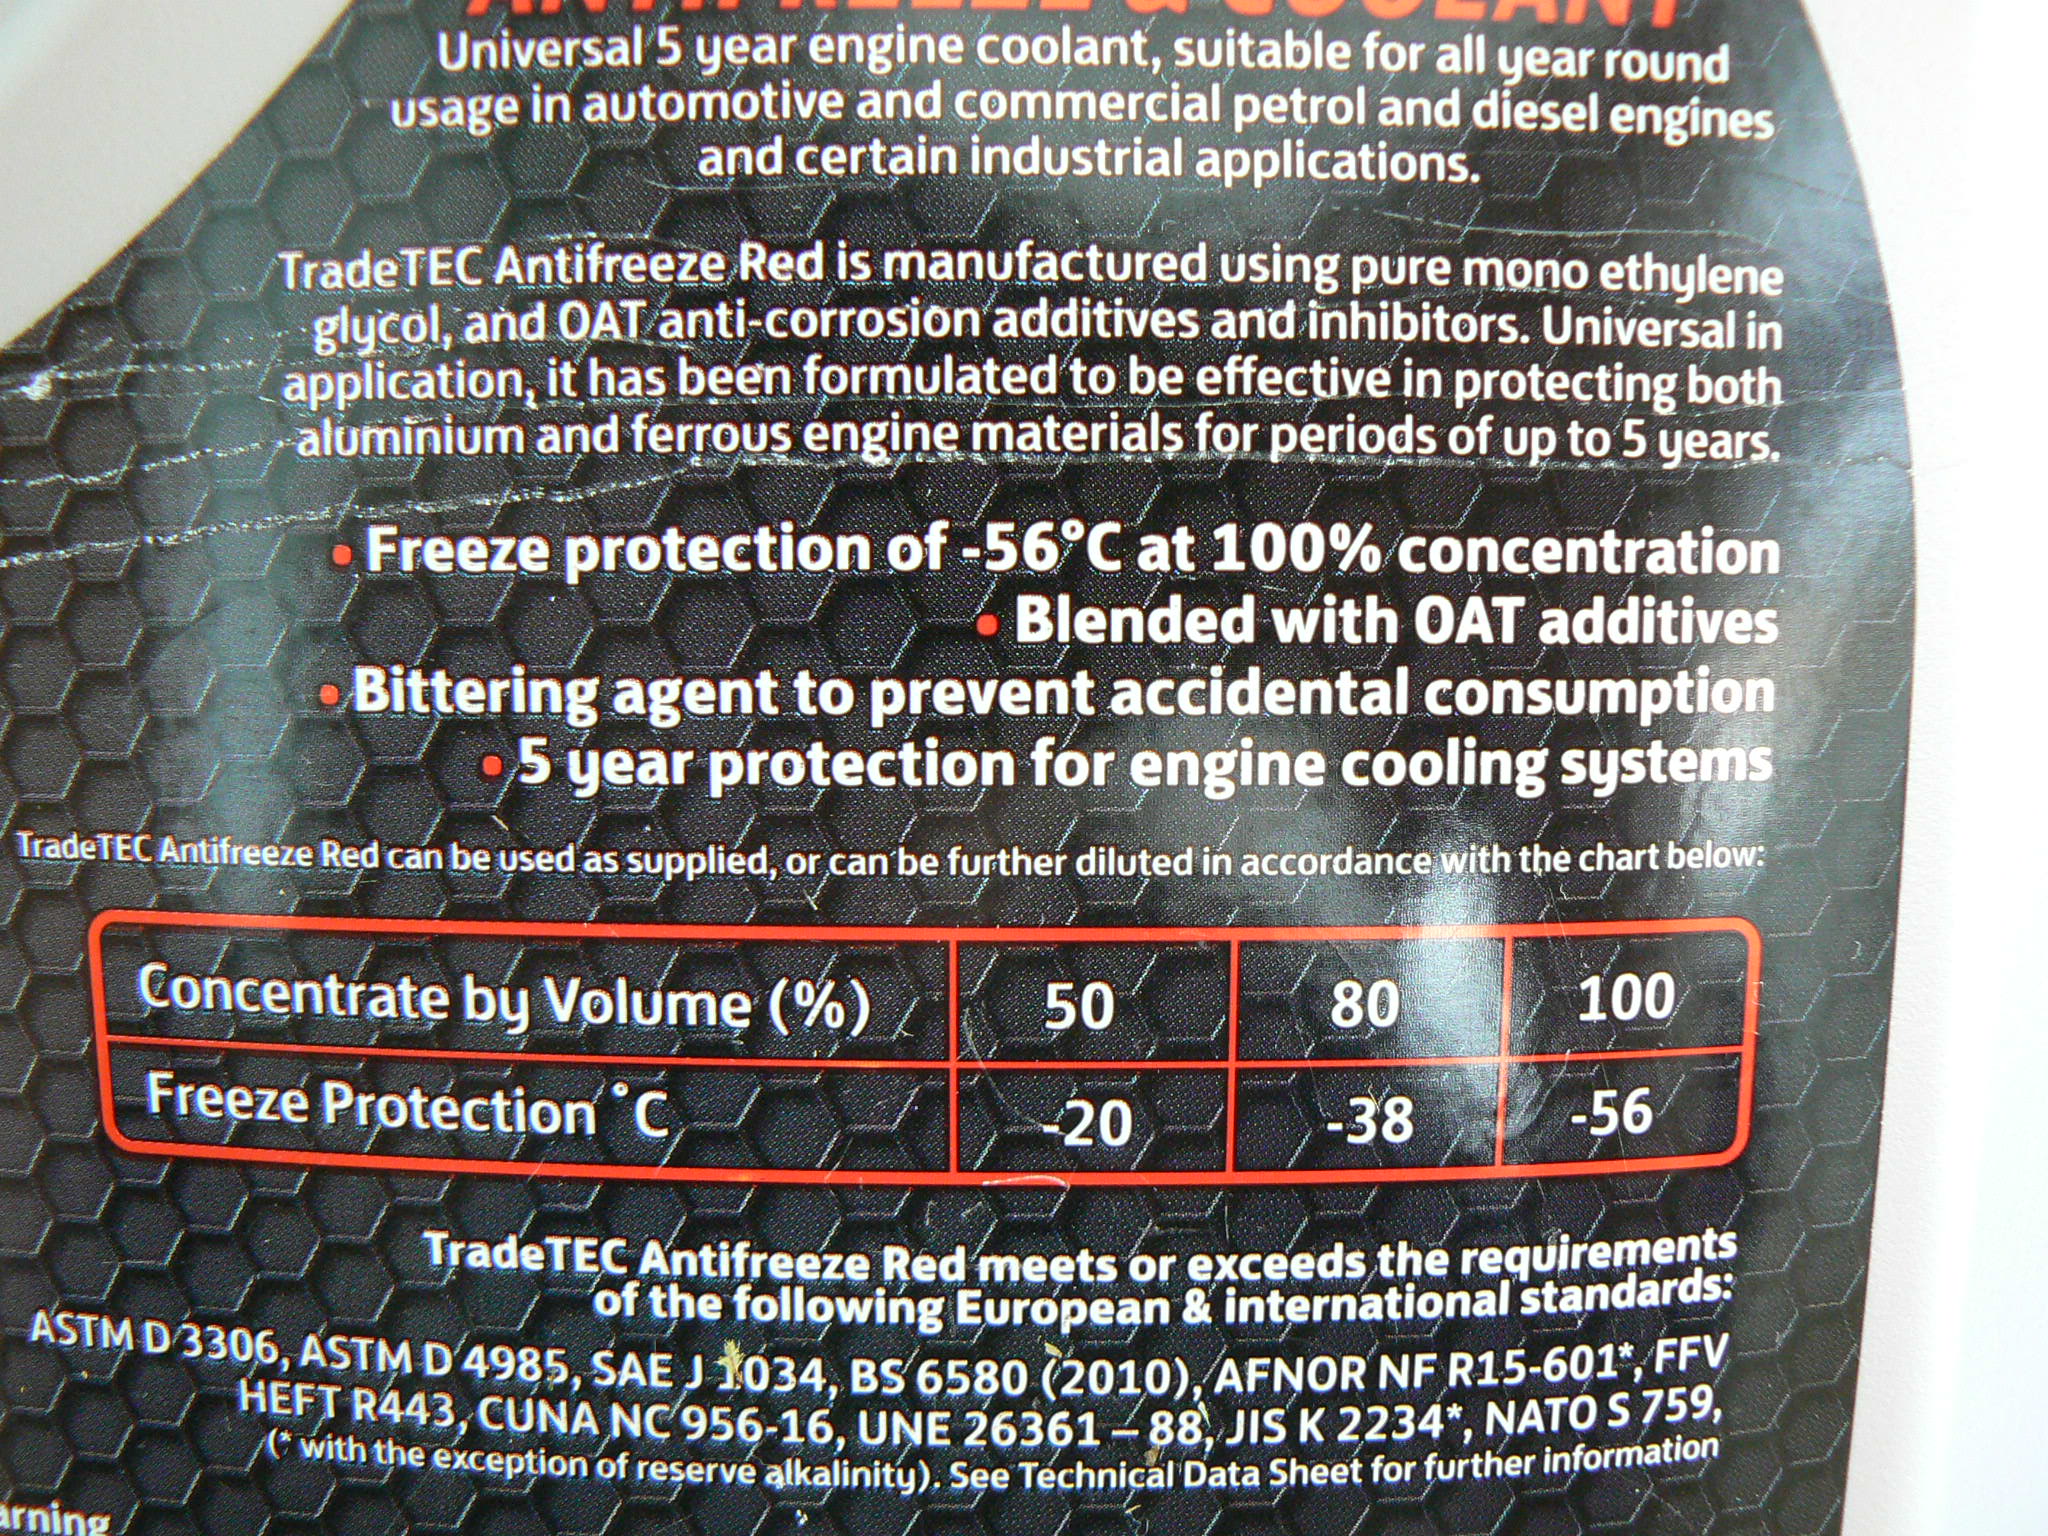 ANTIFREEZE & COOLANT
Universal 5 year engine coolant, suitable for all year round
usage in automotive and commercial petrol and diesel engines
and certain industrial applications.
TradeTEC Antifreeze Red is manufactured using pure mono ethylene
glycol, and OAT anti-corrosion additives and inhibitors. Universal in
application, it has been formulated to be effective in protecting both
aluminium and ferrous engine materials for periods of up to 5 years.
• Freeze protection of -56°C at 100% concentration
• Blended with OAT additives
• Bittering agent to prevent accidental consumption
• 5 year protection for engine cooling systems
TradeTEC Antifreeze Red can be used as supplied, or can be further diluted in accordance with the chart below:
Concentrate by Volume (%) 50 80 100
Freeze Protection °C -20 -38 -56
TradeTEC Antifreeze Red meets or exceeds the requirements
of the following European & international standards:
ASTM D 3306, ASTM D 4985, SAE J 1034, BS 6580 (2010), AFNOR NF R15-601*, FFV
HEFT R443, CUNA NC 956-16, UNE 26361 – 88, JIS K 2234*, NATO S 759,
(* with the exception of reserve alkalinity). See Technical Data Sheet for further information
arning